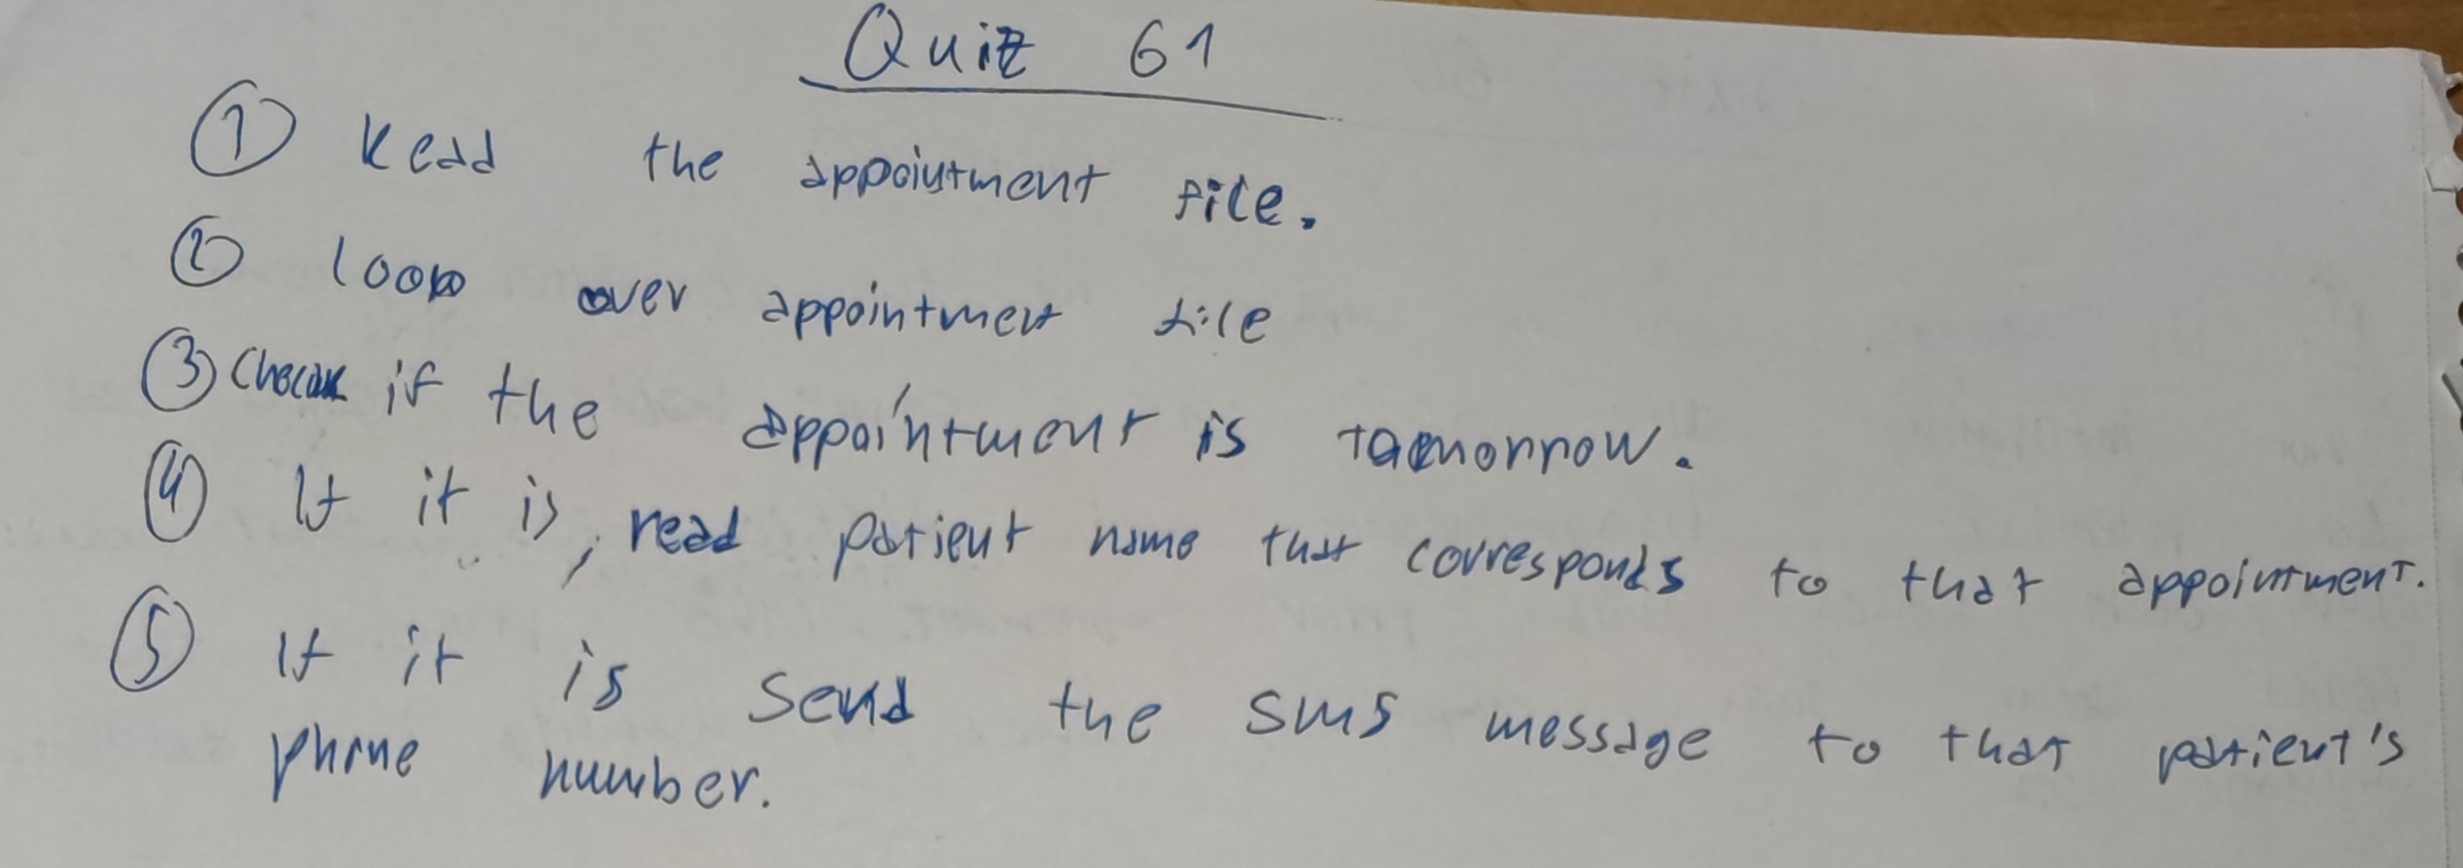 Quiz 61
① Read the appointment file.
② loop over appointment file
③ Check if the appointment is tomorrow.
④ If it is, read patient name that corresponds to that appointment.
⑤ If it is send the sms message to that patient's
phone number.